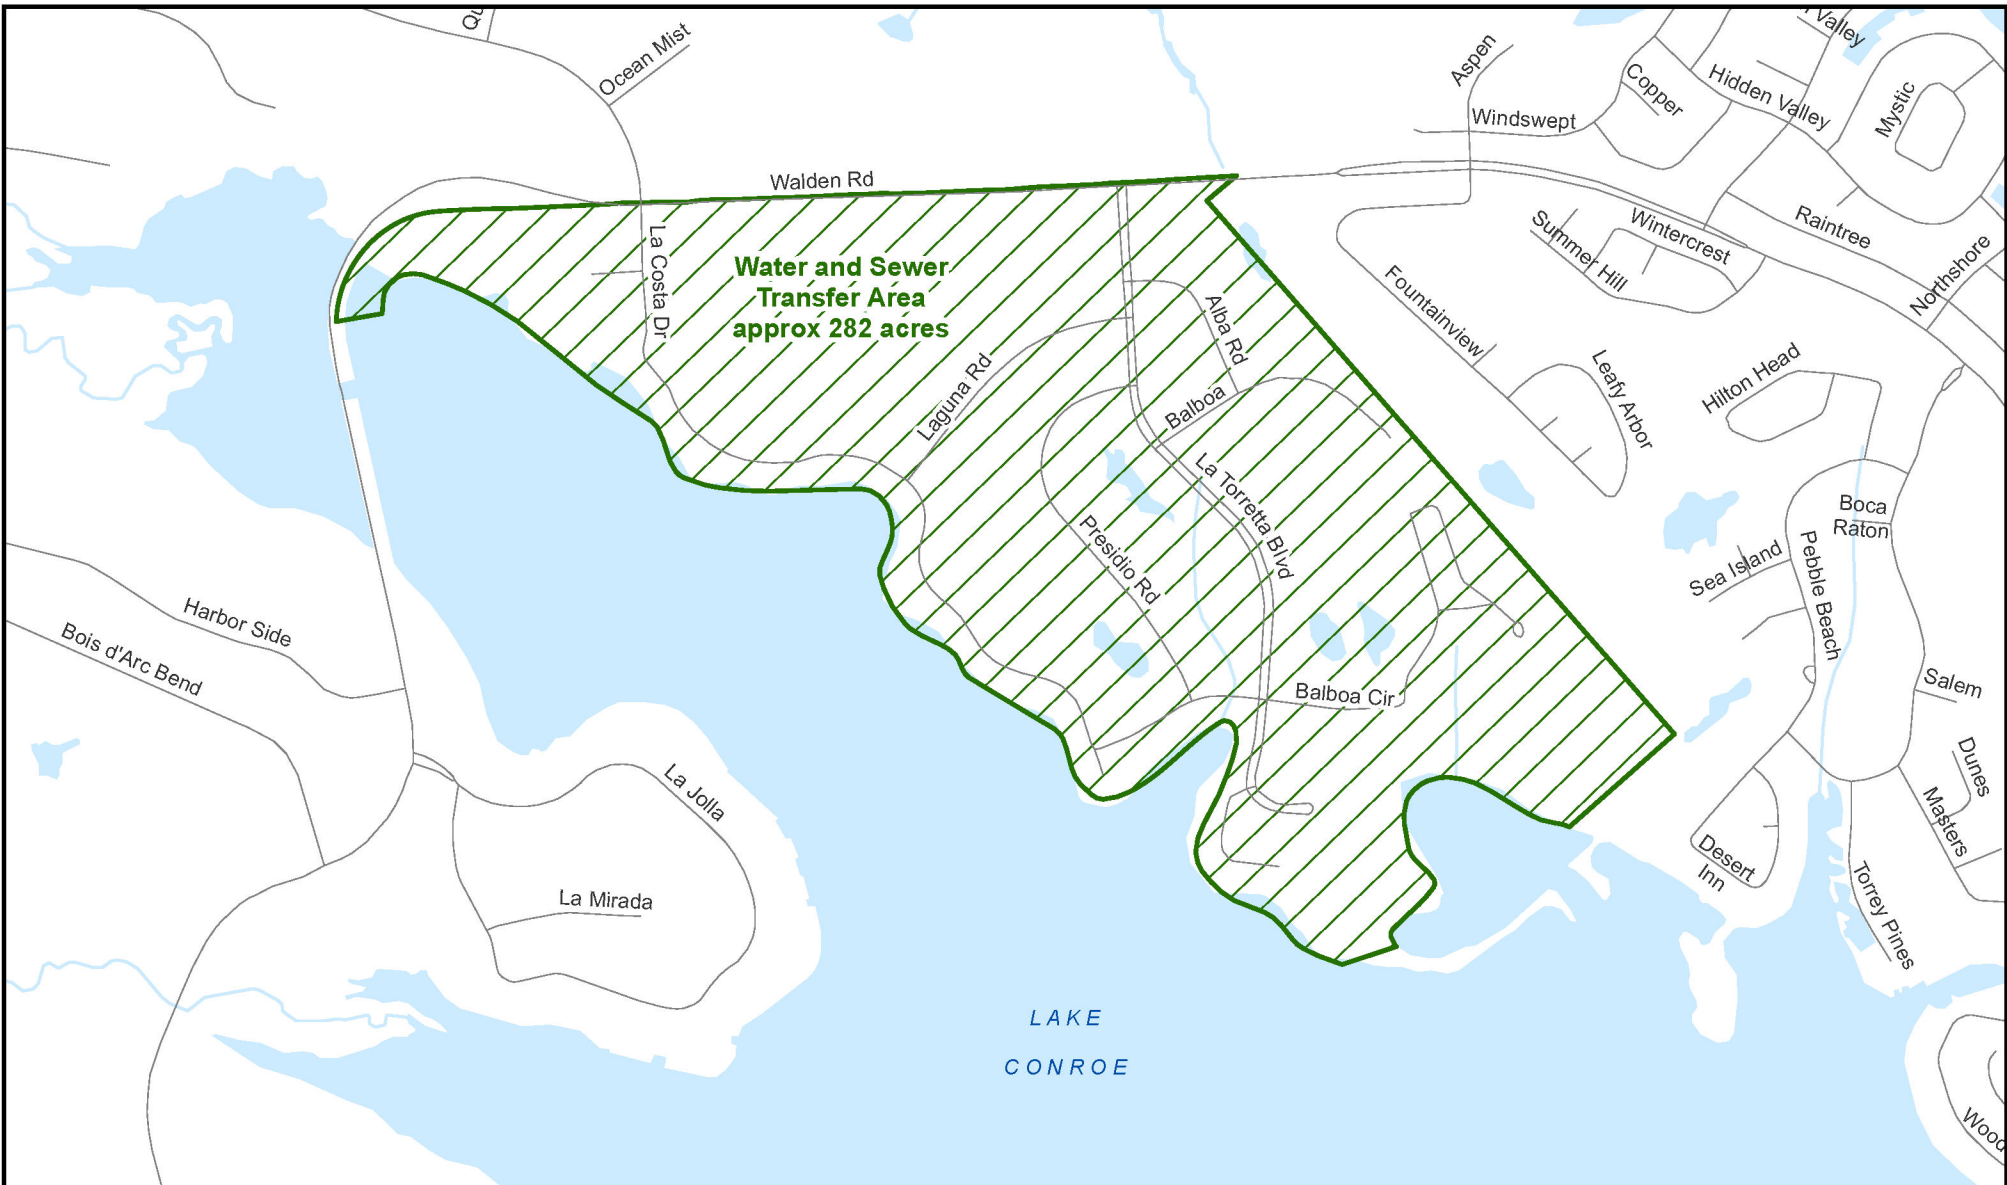 Qu
Ocean Mist
Valley
Aspen
Copper
Hidden Valley
Mystic
Windswept
Walden Rd
Raintree
Wintercrest
Summer Hill
Northshore
La Costa Dr
Water and Sewer
Transfer Area
approx 282 acres
Fountainview
Alba Rd
Leafy Arbor
Hilton Head
Laguna Rd
Balboa
La Torretta Blvd
Boca
Raton
Presidio Rd
Sea Island
Pebble Beach
Harbor Side
Bois d'Arc Bend
Balboa Cir
Salem
Dunes
La Jolla
Masters
Desert
Inn
Torrey Pines
La Mirada
LAKE
CONROE
Wood